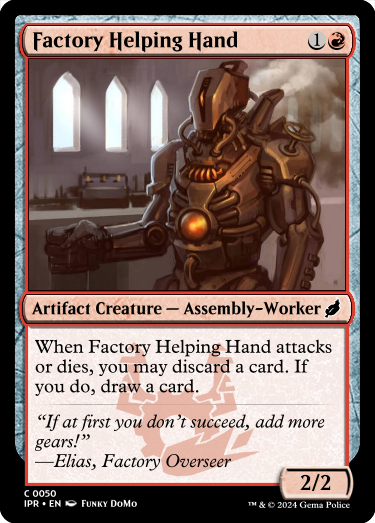 Factory Helping Hand 1
Artifact Creature — Assembly-Worker
When Factory Helping Hand attacks
or dies, you may discard a card. If
you do, draw a card.
“If at first you don’t succeed, add more
gears!”
—Elias, Factory Overseer
2/2
C 0050
IPR • EN Funky DoMo
™ & © 2024 Gema Police